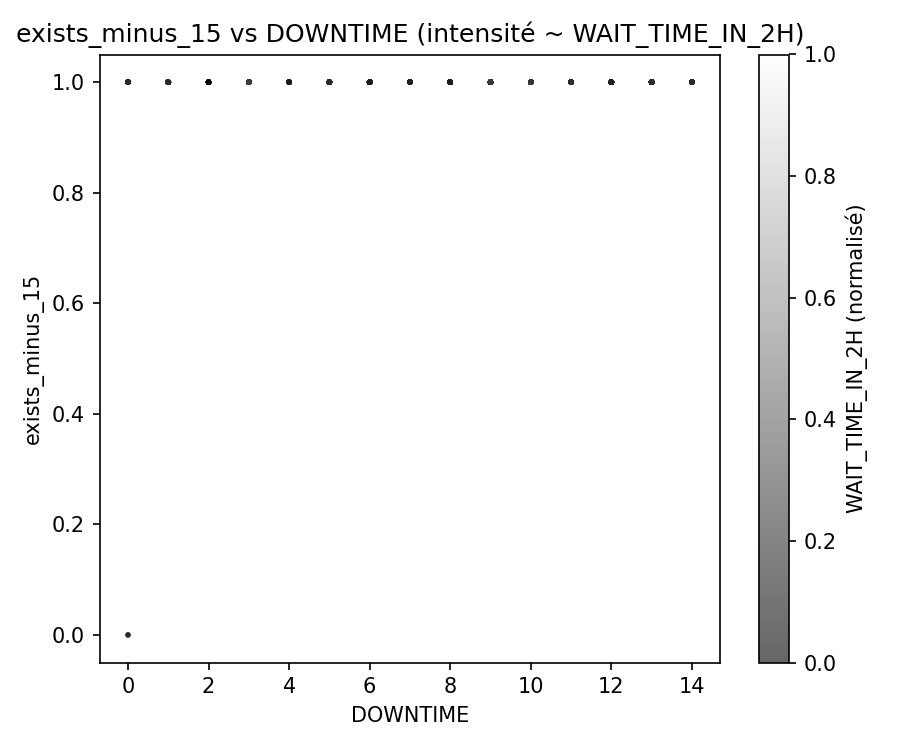 exists_minus_15 vs DOWNTIME (intensité ~ WAIT_TIME_IN_2H)
exists_minus_15
1.0
0.8
0.6
0.4
0.2
0.0
0 2 4 6 8 10 12 14
DOWNTIME
1.0
0.8
0.6
0.4
0.2
0.0
WAIT_TIME_IN_2H (normalisé)